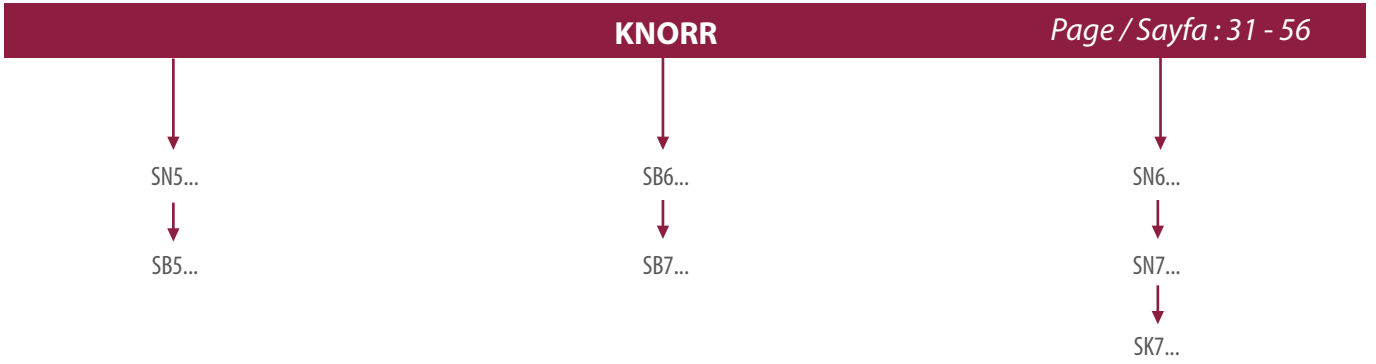 KNORR
Page / Sayfa : 31 - 56
SN5...
SB6...
SN6...
SB5...
SB7...
SN7...
SK7...